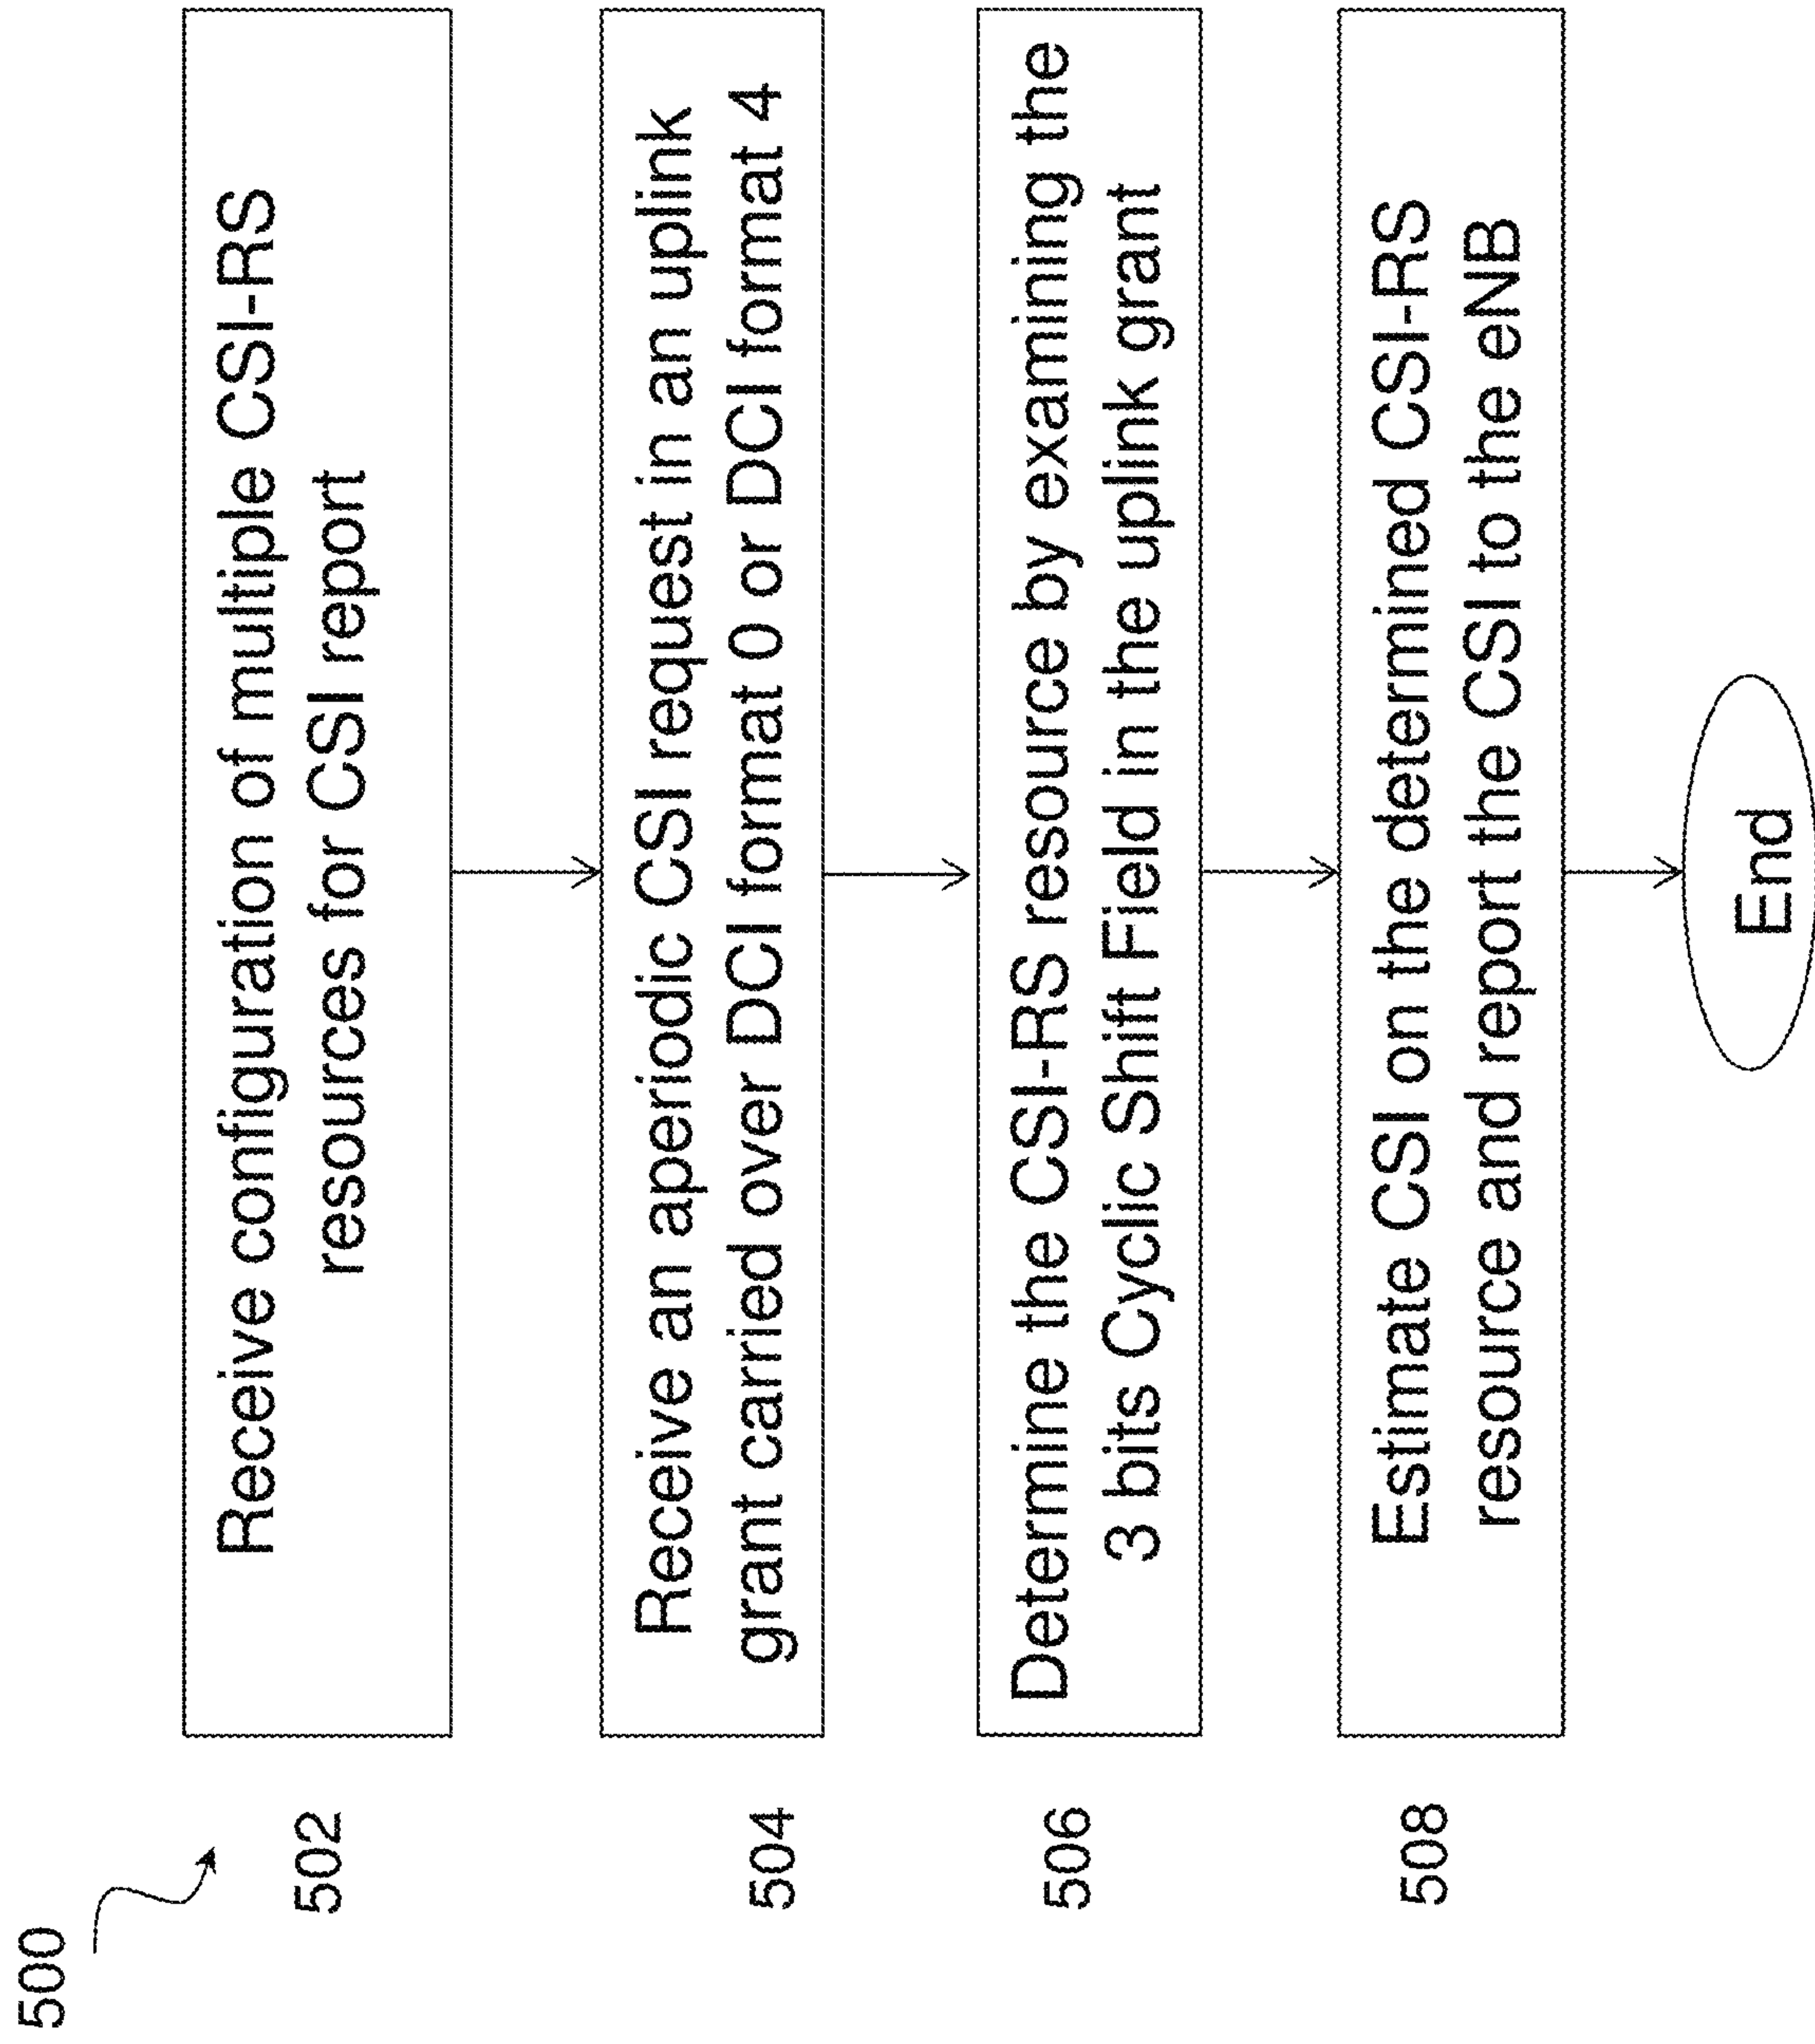 500
502
Receive configuration of multiple CSI-RS
resources for CSI report
504
Receive an aperiodic CSI request in an uplink
grant carried over DCI format 0 or DCI format 4
506
Determine the CSI-RS resource by examining the
3 bits Cyclic Shift Field in the uplink grant
508
Estimate CSI on the determined CSI-RS
resource and report the CSI to the eNB
End